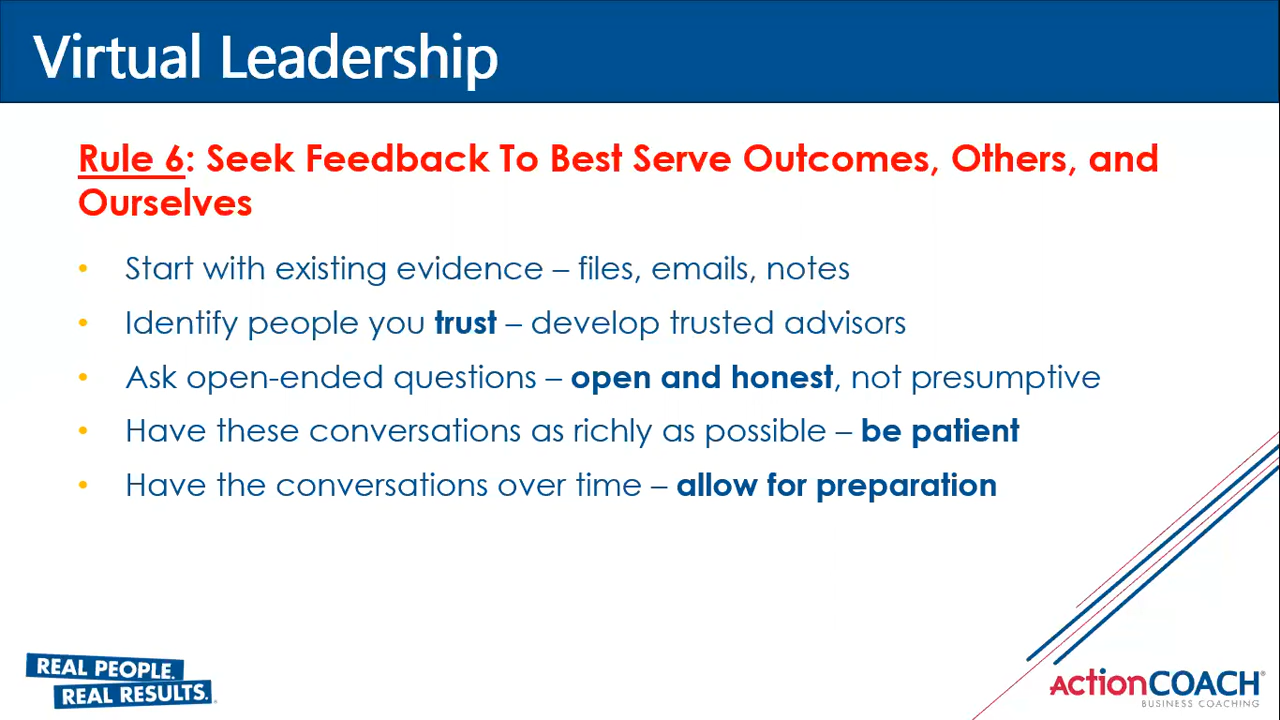 Virtual Leadership
Rule 6: Seek Feedback To Best Serve Outcomes, Others, and
Ourselves
• Start with existing evidence – files, emails, notes
• Identify people you trust – develop trusted advisors
• Ask open-ended questions – open and honest, not presumptive
• Have these conversations as richly as possible – be patient
• Have the conversations over time – allow for preparation
REAL PEOPLE.
REAL RESULTS.
ActionCOACH®
BUSINESS COACHING